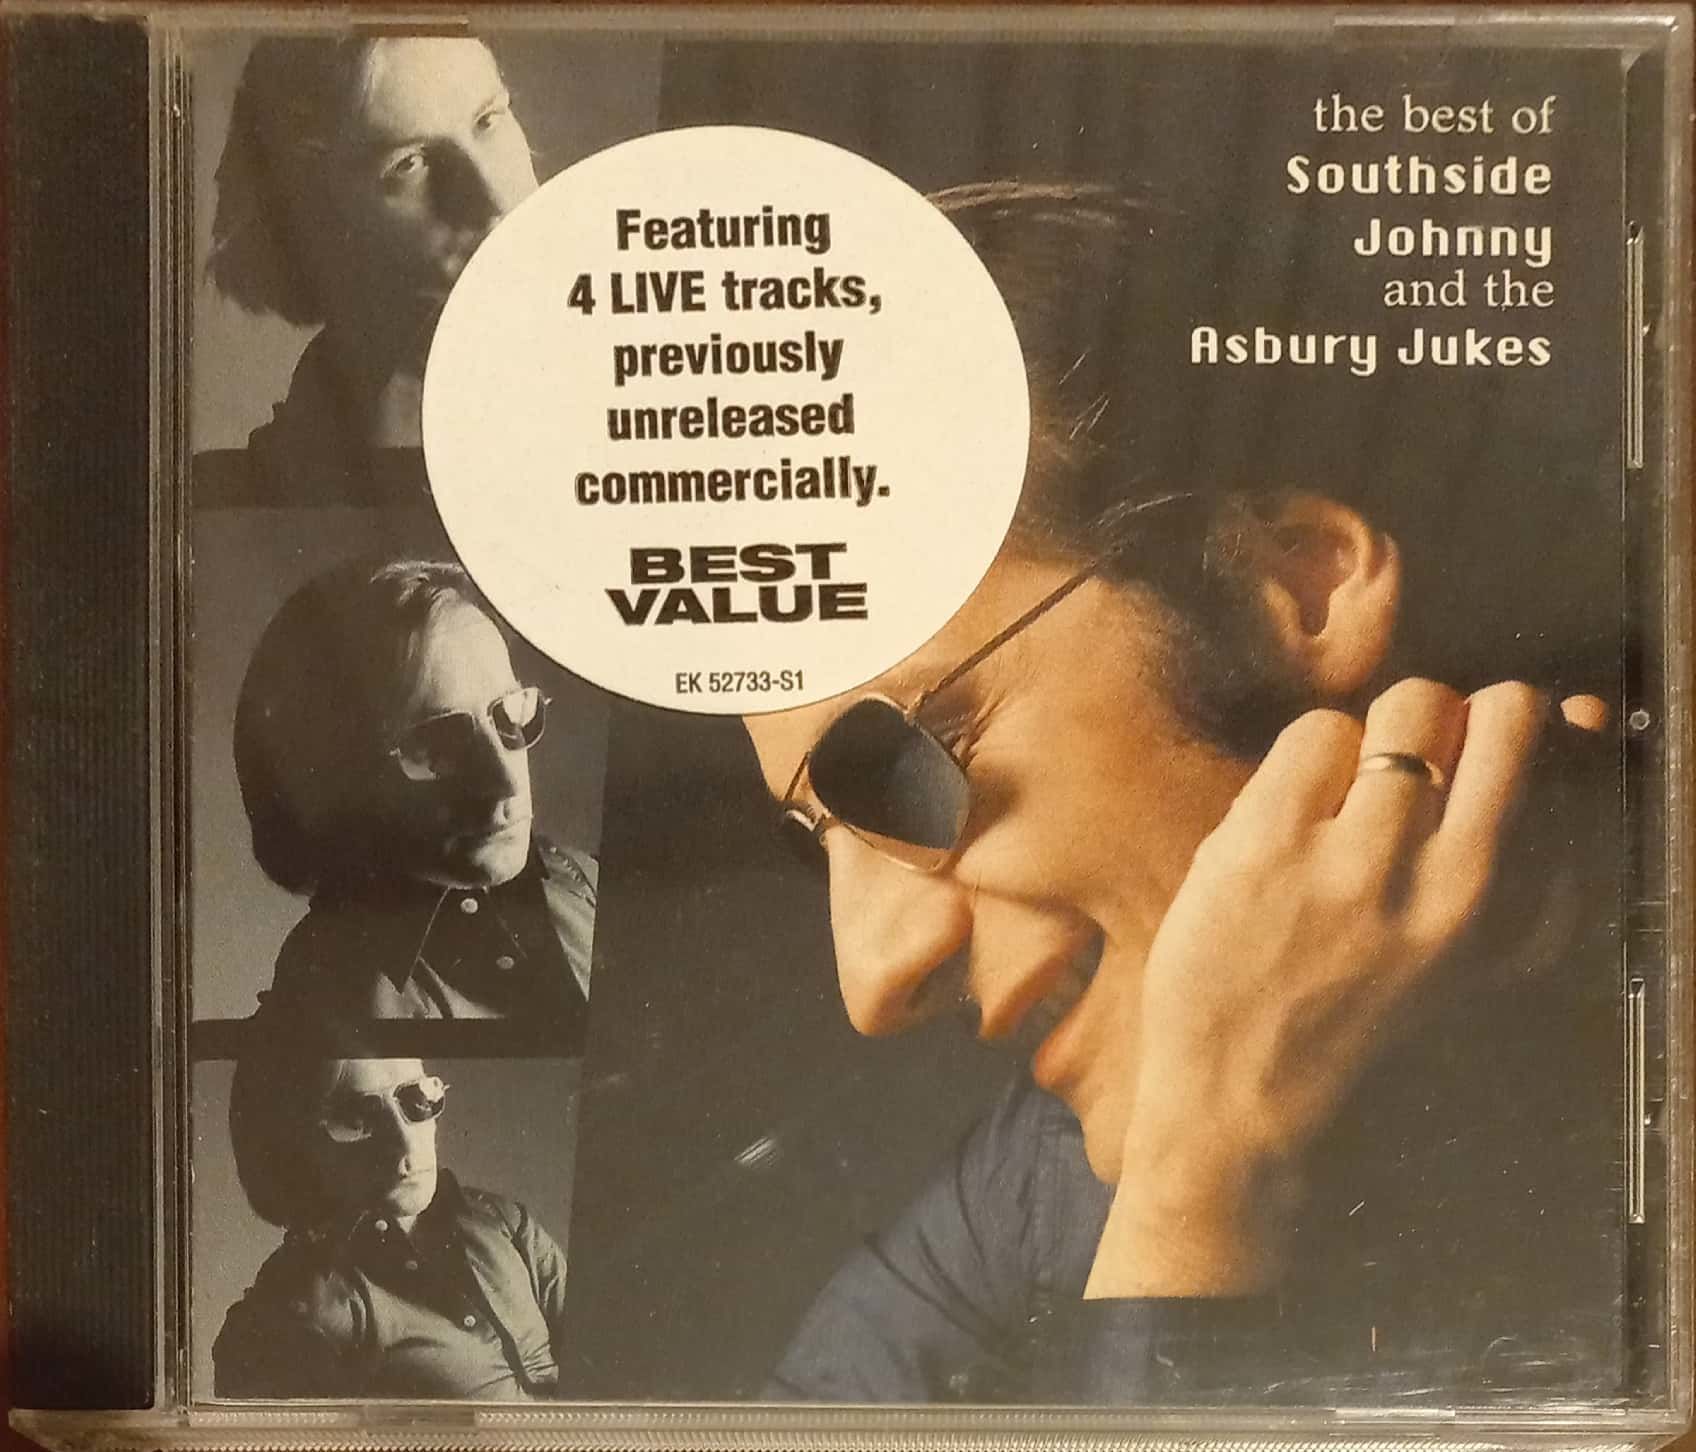 the best of
Southside
Johnny
and the
Asbury Jukes
Featuring
4 LIVE tracks,
previously
unreleased
commercially.
BEST
VALUE
EK 52733-S1